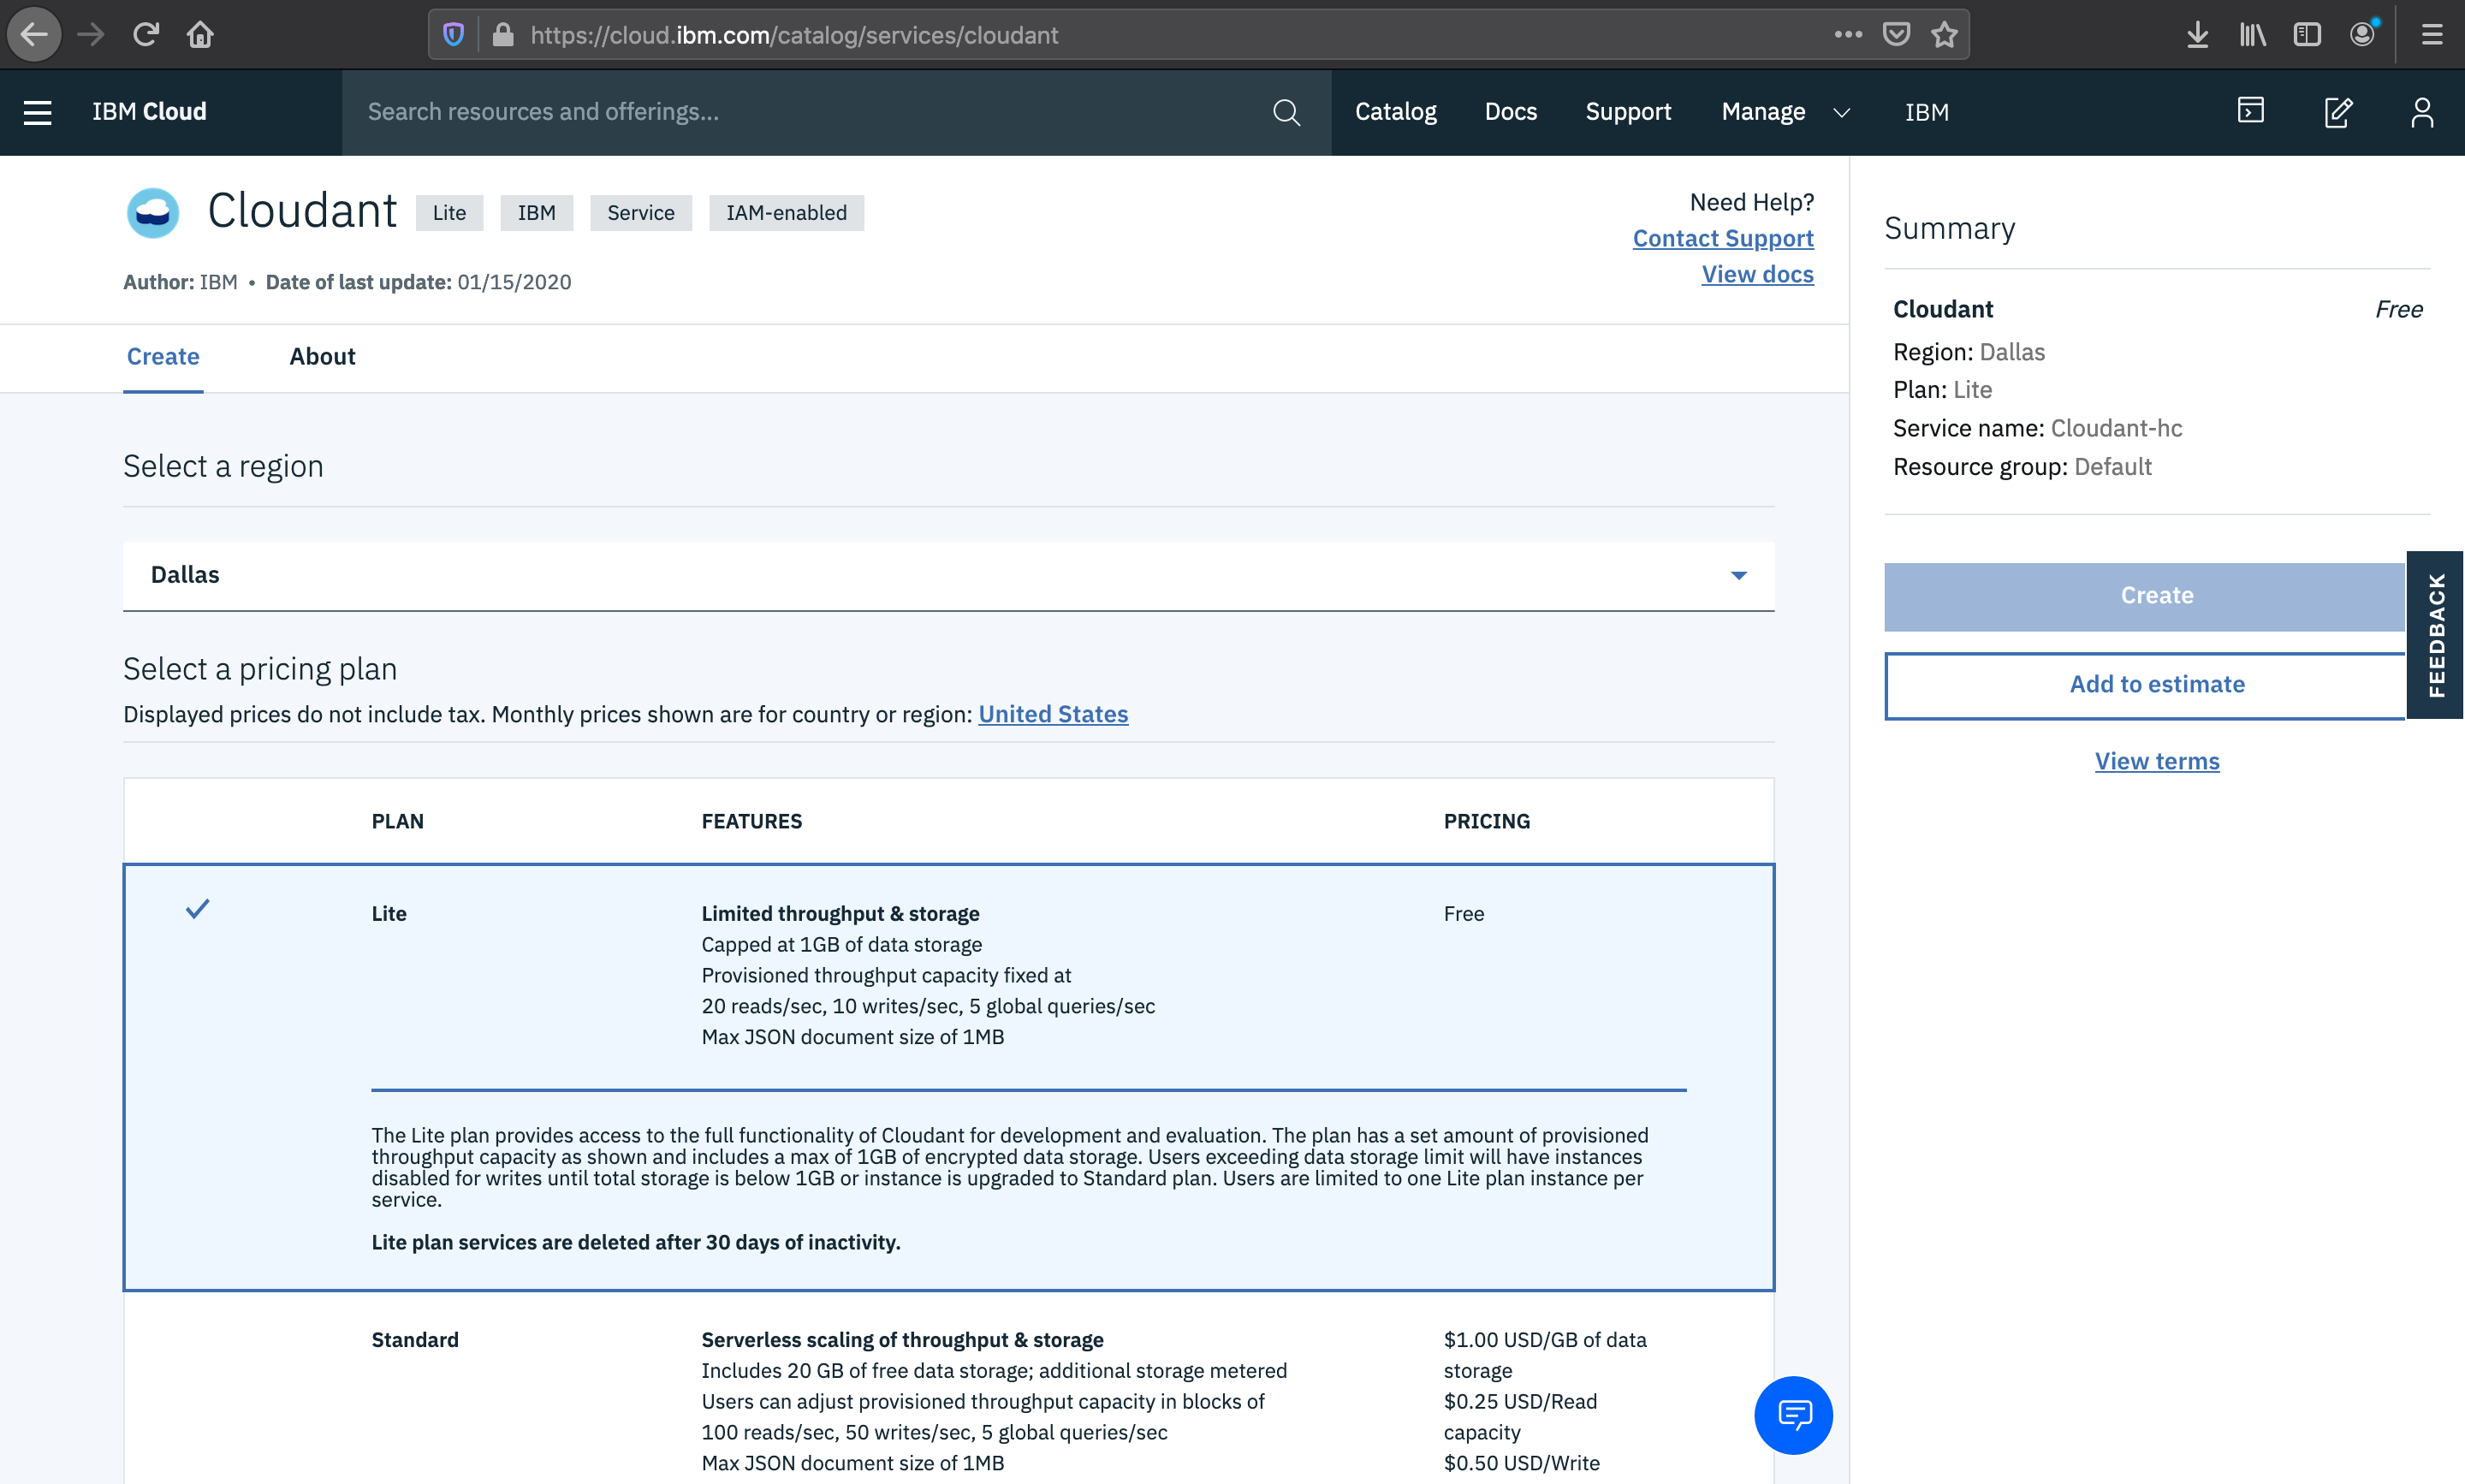 https://cloud.ibm.com/catalog/services/cloudant
IBM Cloud
Search resources and offerings...
Catalog
Docs
Support
Manage
IBM
Cloudant
Lite
IBM
Service
IAM-enabled
Author: IBM • Date of last update: 01/15/2020
Need Help?
Contact Support
View docs
Create
About
Select a region
Dallas
Select a pricing plan
Displayed prices do not include tax. Monthly prices shown are for country or region: United States
PLAN
FEATURES
PRICING
Lite
Limited throughput & storage
Capped at 1GB of data storage
Provisioned throughput capacity fixed at
20 reads/sec, 10 writes/sec, 5 global queries/sec
Max JSON document size of 1MB
Free
The Lite plan provides access to the full functionality of Cloudant for development and evaluation. The plan has a set amount of provisioned
throughput capacity as shown and includes a max of 1GB of encrypted data storage. Users exceeding data storage limit will have instances
disabled for writes until total storage is below 1GB or instance is upgraded to Standard plan. Users are limited to one Lite plan instance per
service.
Lite plan services are deleted after 30 days of inactivity.
Standard
Serverless scaling of throughput & storage
Includes 20 GB of free data storage; additional storage metered
Users can adjust provisioned throughput capacity in blocks of
100 reads/sec, 50 writes/sec, 5 global queries/sec
Max JSON document size of 1MB
$1.00 USD/GB of data
storage
$0.25 USD/Read
capacity
$0.50 USD/Write
Summary
Cloudant
Free
Region: Dallas
Plan: Lite
Service name: Cloudant-hc
Resource group: Default
Create
Add to estimate
View terms
FEEDBACK